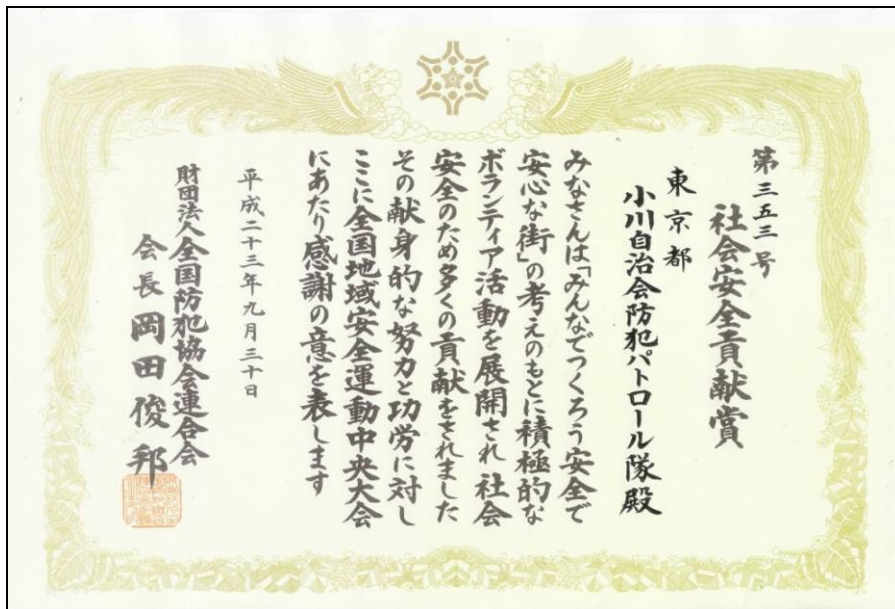 第三五三号
社会安全貢献賞
東京都
小川自治会防犯パトロール隊殿
みなさんは「みんなでつくろう安全で
安心な街」の考えのもとに積極的な
ボランティア活動を展開され社会
安全のため多くの貢献をされました
その献身的な努力と功労に対し
ここに全国地域安全運動中央大会
にあたり感謝の意を表します
平成二十三年九月三十日
財団法人全国防犯協会連合会
会長 岡田俊邦